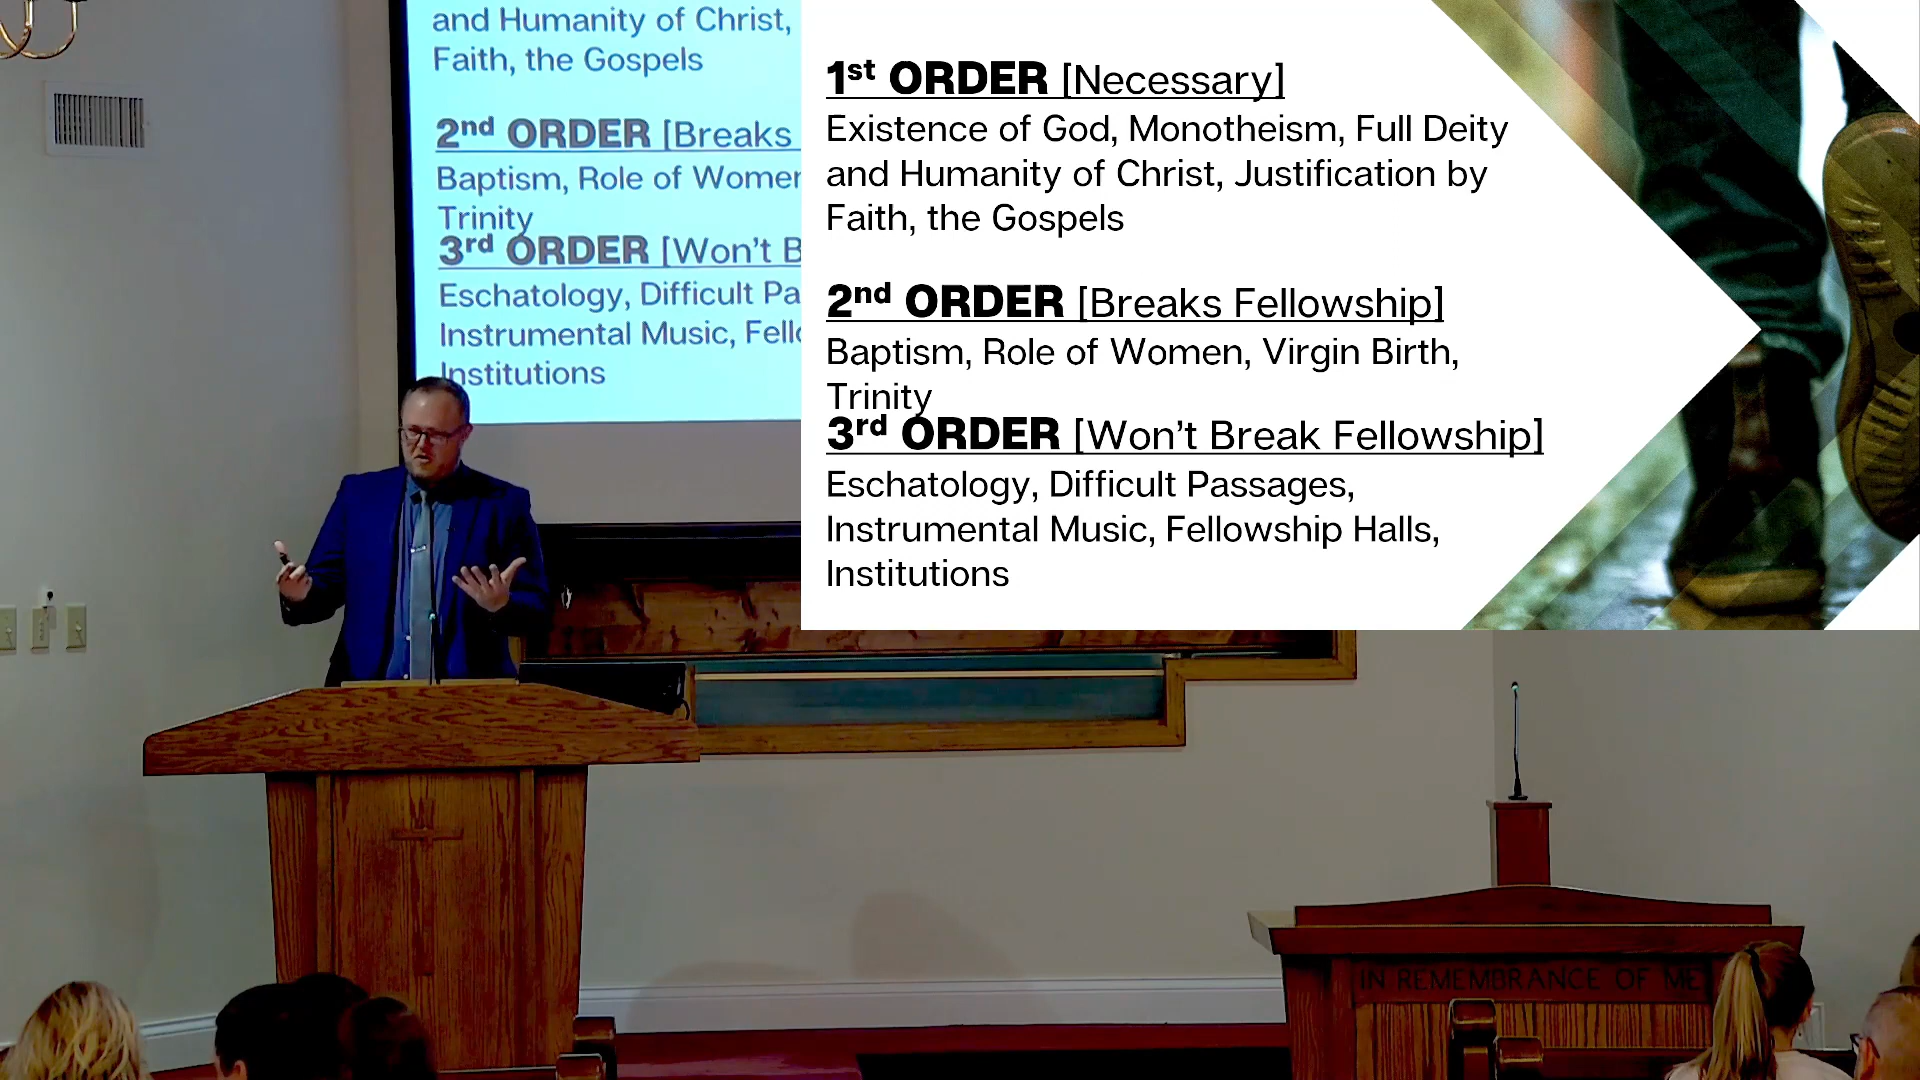 and Humanity of Christ,
Faith, the Gospels
2nd ORDER [Breaks
Baptism, Role of Women
Trinity
3rd ORDER [Won't B
Eschatology, Difficult Pa
Instrumental Music, Fello
Institutions
1st ORDER [Necessary]
Existence of God, Monotheism, Full Deity
and Humanity of Christ, Justification by
Faith, the Gospels
2nd ORDER [Breaks Fellowship]
Baptism, Role of Women, Virgin Birth,
Trinity
3rd ORDER [Won't Break Fellowship]
Eschatology, Difficult Passages,
Instrumental Music, Fellowship Halls,
Institutions
IN REMEMBRANCE OF ME